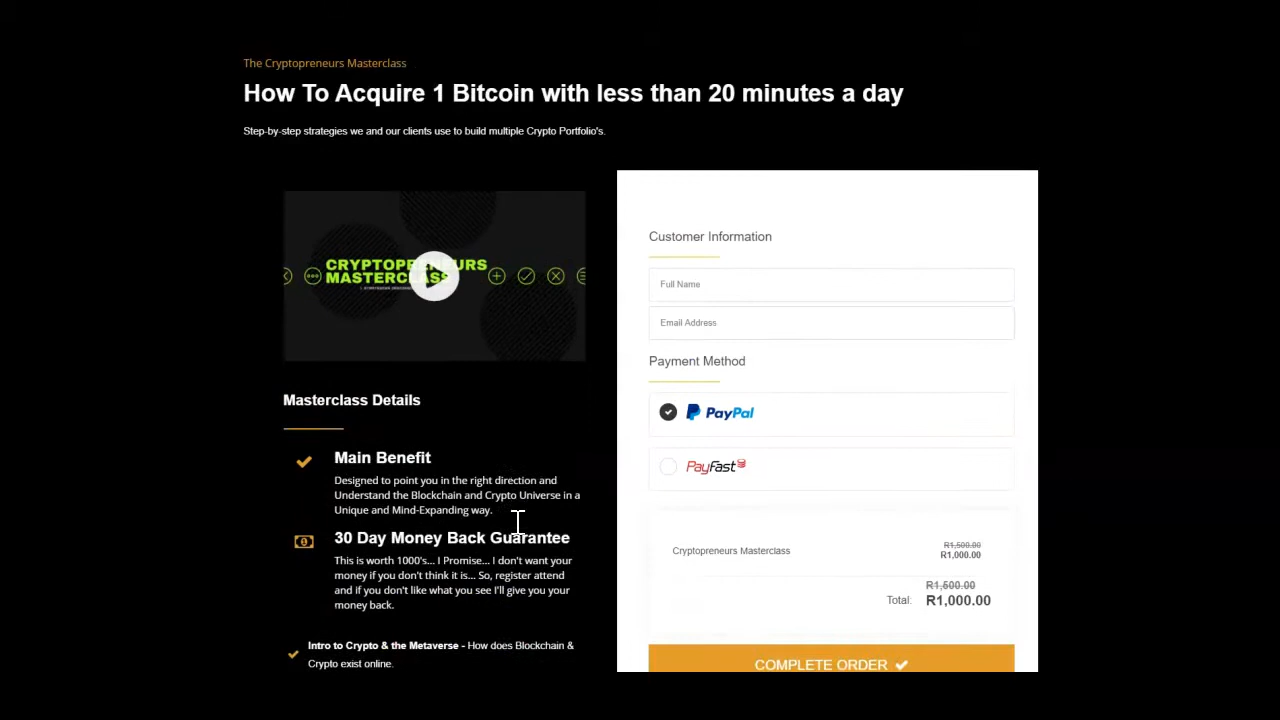 The Cryptopreneurs Masterclass
How To Acquire 1 Bitcoin with less than 20 minutes a day
Step-by-step strategies we and our clients use to build multiple Crypto Portfolio's.
CRYPTOPRENEURS
MASTERCLASS
Masterclass Details
Main Benefit
Designed to point you in the right direction and
Understand the Blockchain and Crypto Universe in a
Unique and Mind-Expanding way.
30 Day Money Back Guarantee
This is worth 1000's... I Promise... I don't want your
money if you don't think it is... So, register attend
and if you don't like what you see I'll give you your
money back.
Intro to Crypto & the Metaverse - How does Blockchain &
Crypto exist online.
Customer Information
Full Name
Email Address
Payment Method
PayPal
PayFast
Cryptopreneurs Masterclass
R1,500.00
R1,000.00
R1,500.00
Total: R1,000.00
COMPLETE ORDER